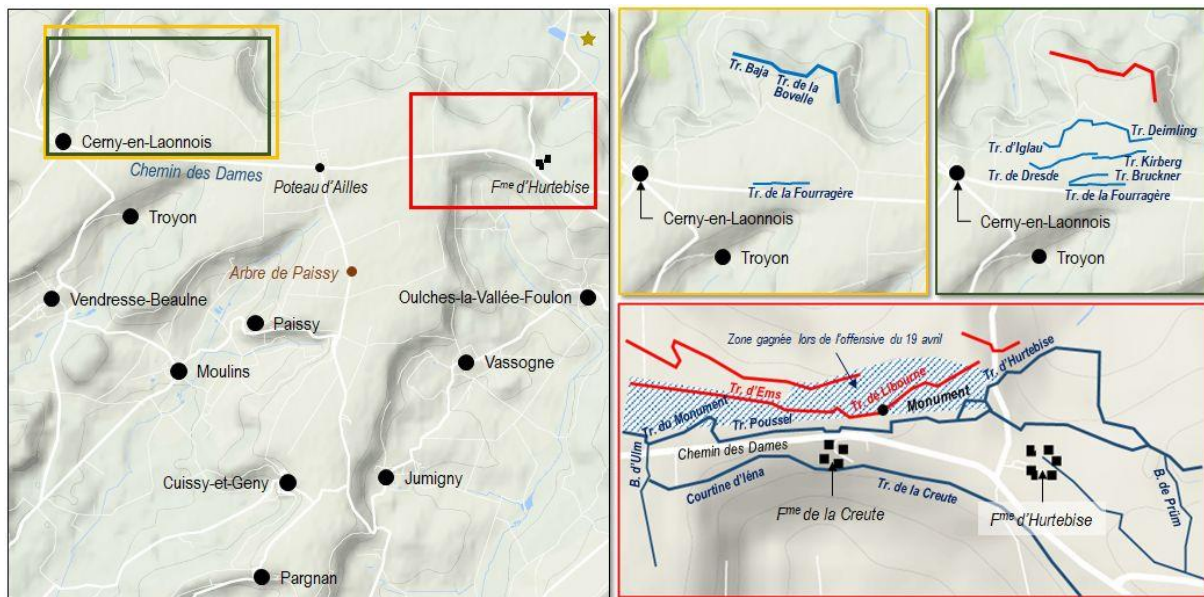 Cerny-en-Laonnois
Chemin des Dames
Poteau d'Ailles
Fme d'Hurtebise
Troyon
Arbre de Paissy
Vendresse-Beaulne
Oulches-la-Vallée-Foulon
Paissy
Vassogne
Moulins
Cuissy-et-Geny
Jumigny
Pargnan
Tr. Baja
Tr. de la
Bovelle
Tr. de la Fourragère
Cerny-en-Laonnois
Troyon
Tr. Deimling
Tr. d'Iglau
Tr. Kirberg
Tr. de Dresde
Tr. Bruckner
Tr. de la Fourragère
Cerny-en-Laonnois
Troyon
Zone gagnée lors de l'offensive du 19 avril
Tr. d'Hurtebise
Tr. d'Ems
Tr. de Libourne
Monument
Tr. du Monument
Tr. Poussel
B. d'Ulm
Chemin des Dames
Courtine d'Iéna
Tr. de la Creute
B. de Prüm
Fme de la Creute
Fme d'Hurtebise